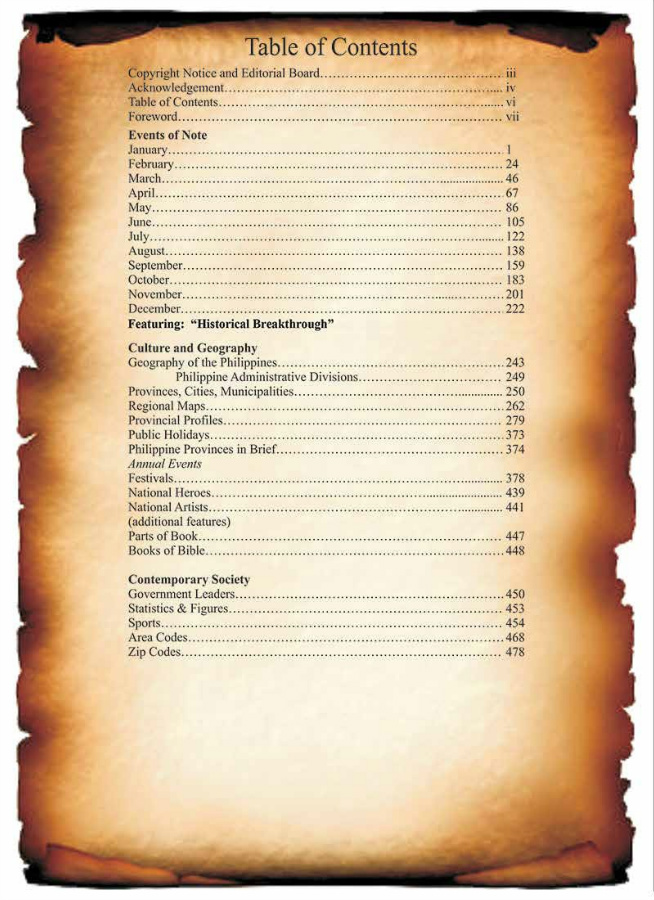 Table of Contents
Copyright Notice and Editorial Board……………………………………… iii
Acknowledgement……………………………………………………….... iv
Table of Contents………………………………………………………...... vi
Foreword………………………………………………………………… vii
Events of Note
January…………………………………………………………………… 1
February………………………………………………………………… 24
March……………………………………………………..................... 46
April……………………………………………………………………… 67
May……………………………………………………………………… 86
June……………………………………………………………………… 105
July………………………………………………………………........ 122
August…………………………………………………………………… 138
September……………………………………………………………… 159
October………………………………………………………………… 183
November……………………………………………….......………… 201
December………………………………………………………………… 222
Featuring: “Historical Breakthrough”
Culture and Geography
Geography of the Philippines…………………………………………… 243
Philippine Administrative Divisions…………………………… 249
Provinces, Cities, Municipalities………………………………............... 250
Regional Maps…………………………………………………………… 262
Provincial Profiles……………………………………………………… 279
Public Holidays………………………………………………………… 373
Philippine Provinces in Brief…………………………………………… 374
Annual Events
Festivals…………………………………………………............... 378
National Heroes…………………………………………......................... 439
National Artists…………………………………………............... 441
(additional features)
Parts of Book…………………………………………………………… 447
Books of Bible…………………………………………………………… 448
Contemporary Society
Government Leaders…………………………………………………… 450
Statistics & Figures……………………………………………………… 453
Sports…………………………………………………………………… 454
Area Codes……………………………………………………………… 468
Zip Codes………………………………………………………………… 478